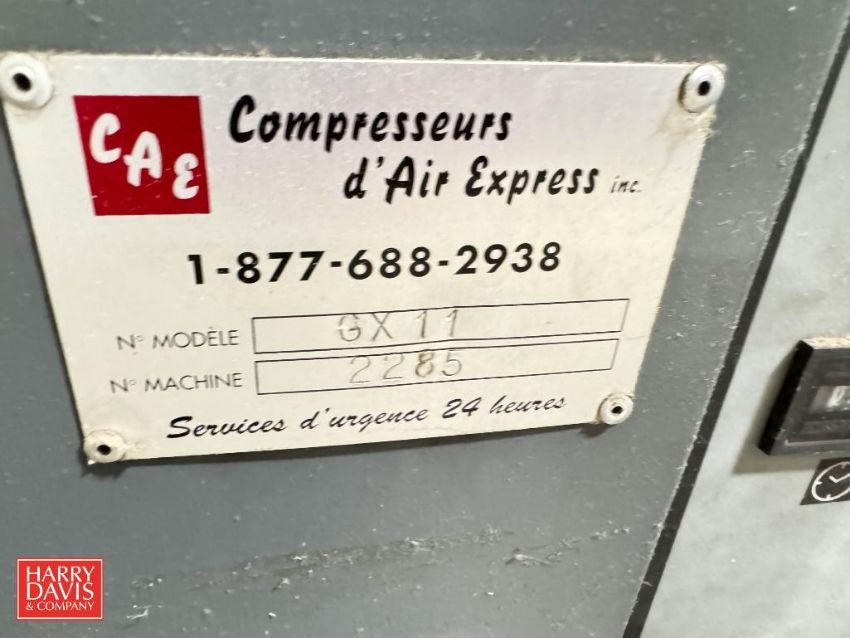 CAE
Compresseurs
d'Air Express inc.
1-877-688-2938
N° MODÈLE GX 11
N° MACHINE 2285
Services d'urgence 24 heures
HARRY
DAVIS
& COMPANY